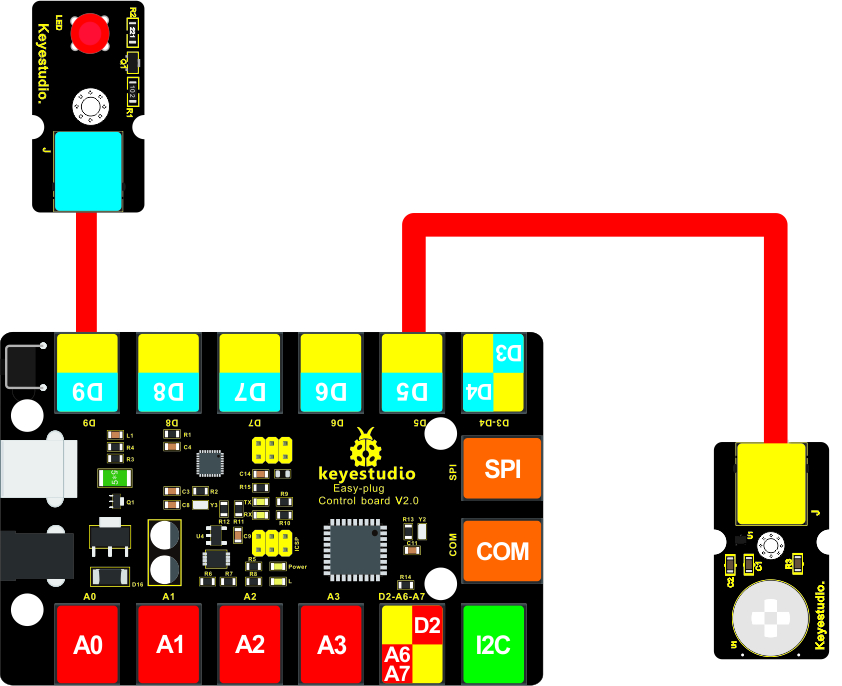 LED
R2
221
Q1
102
R1
Keyestudio.
J
D9
D8
D7
D6
D5
D3
D4
D9
D8
D7
D6
D5
D3-D4
L1
R4
R3
R1
C4
C14
R15
keyestudio
Easy-plug
Control board V2.0
SPI
SPI
Q1
C3
C8
R2
Y3
TX
RX
R9
R10
R12
R11
U4
C9
ICSP
R13
Y2
C11
COM
COM
D16
R6
R7
R5
R8
Power
L
R14
A0
A1
A2
A3
D2-A6-A7
A0
A1
A2
A3
D2
A6
A7
I2C
J
S
C2
C1
R3
Keyestudio.